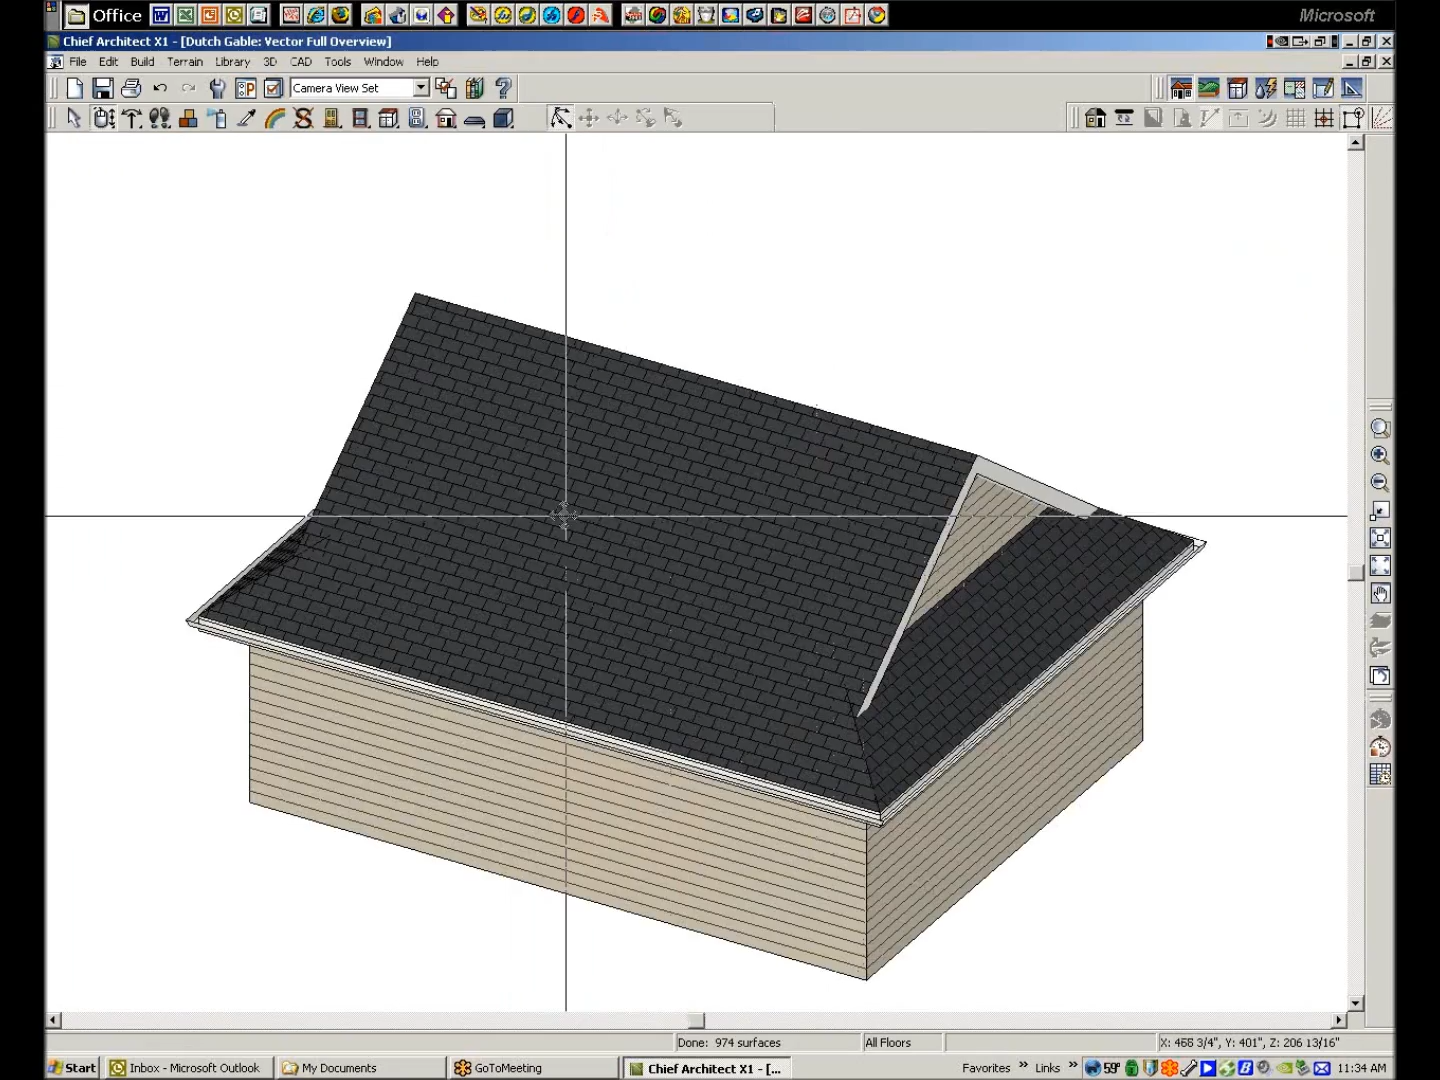 Office
Microsoft
Chief Architect X1 - [Dutch Gable: Vector Full Overview]
File Edit Build Terrain Library 3D CAD Tools Window Help
Camera View Set
Done: 974 surfaces
All Floors
X: 468 3/4", Y: 401", Z: 206 13/16"
Start
Inbox - Microsoft Outlook
My Documents
GoToMeeting
Chief Architect X1 - [...
Favorites »
Links »
59°
11:34 AM